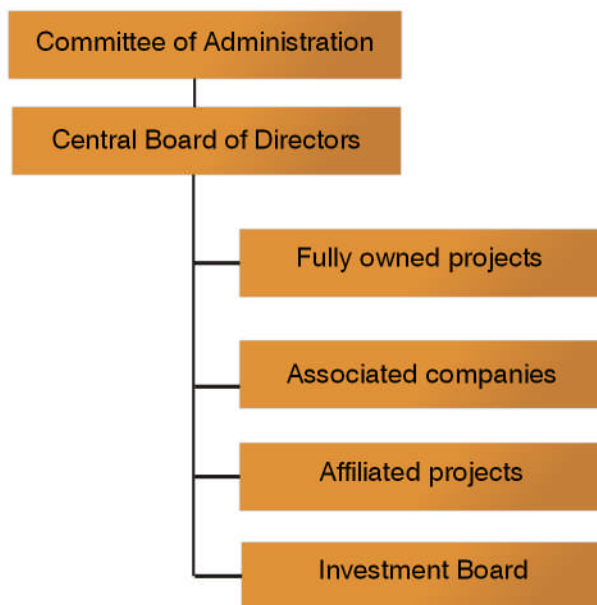 Committee of Administration
Central Board of Directors
Fully owned projects
Associated companies
Affiliated projects
Investment Board